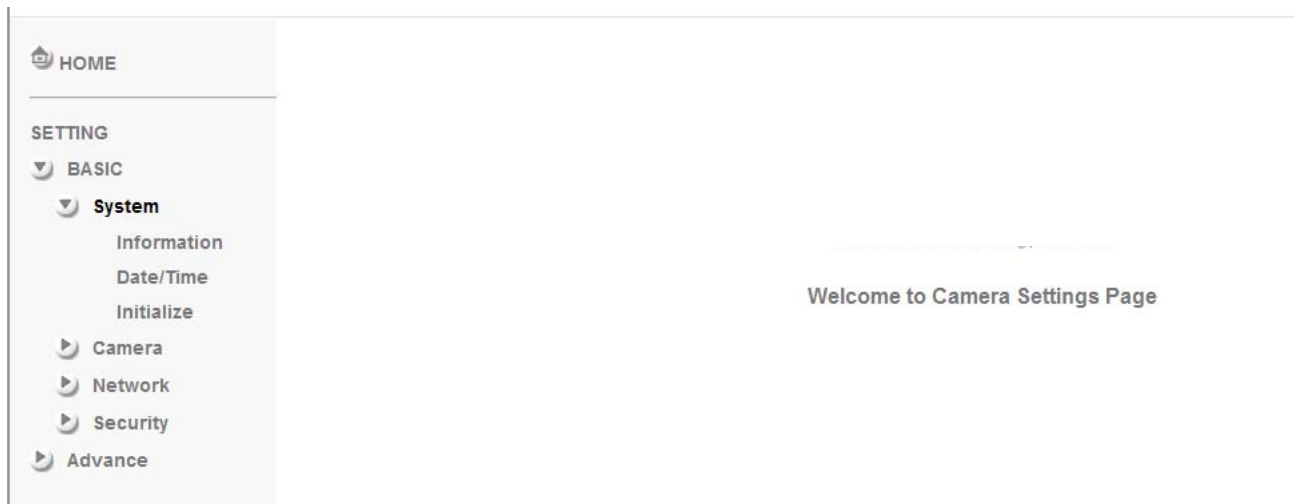 HOME
SETTING
BASIC
System
Information
Date/Time
Initialize
Camera
Network
Security
Advance
Welcome to Camera Settings Page